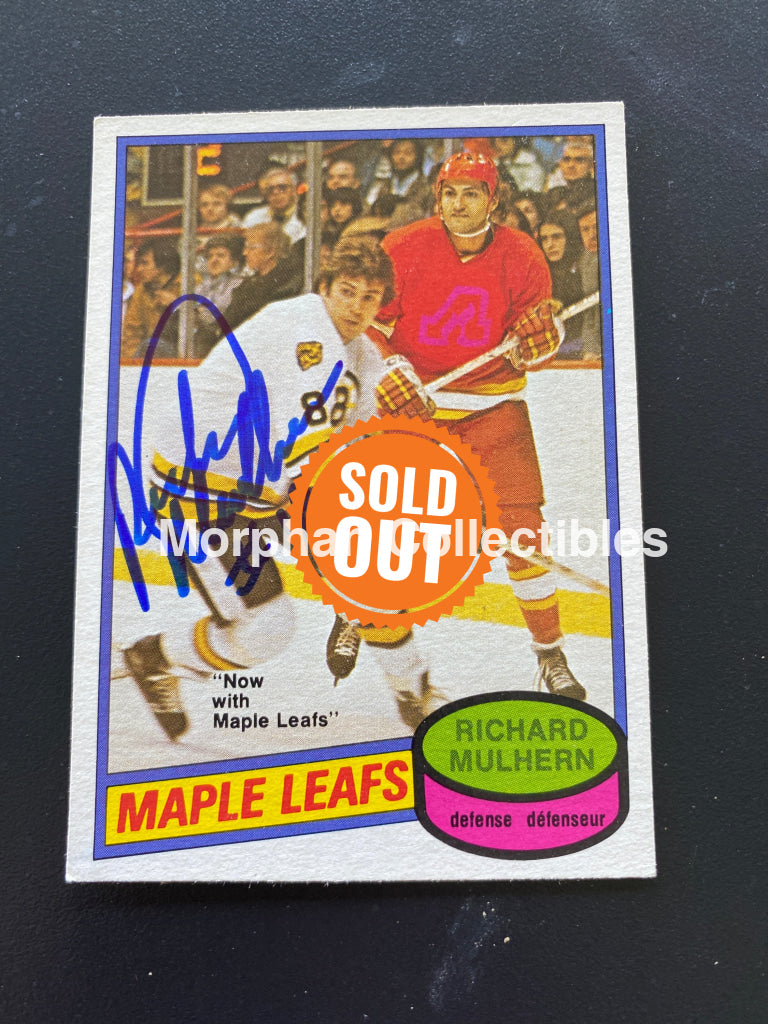 88
SOLD
OUT
Morphan Collectibles
"Now
with
Maple Leafs"
RICHARD
MULHERN
MAPLE LEAFS
defense défenseur